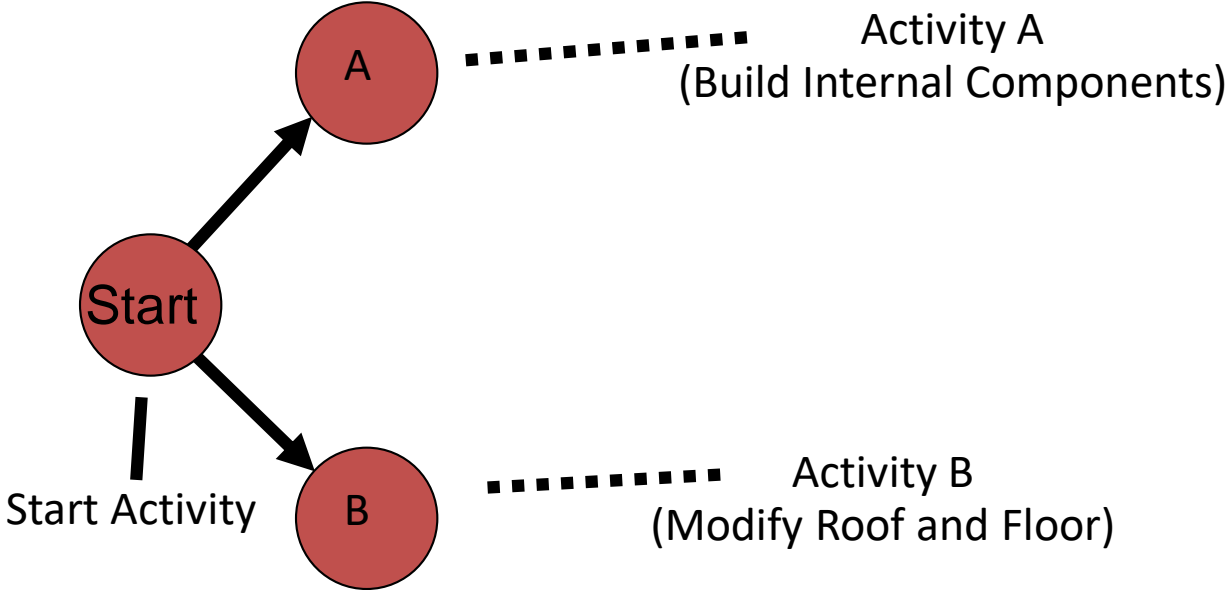 A
Activity A
(Build Internal Components)
Start
Start Activity
B
Activity B
(Modify Roof and Floor)